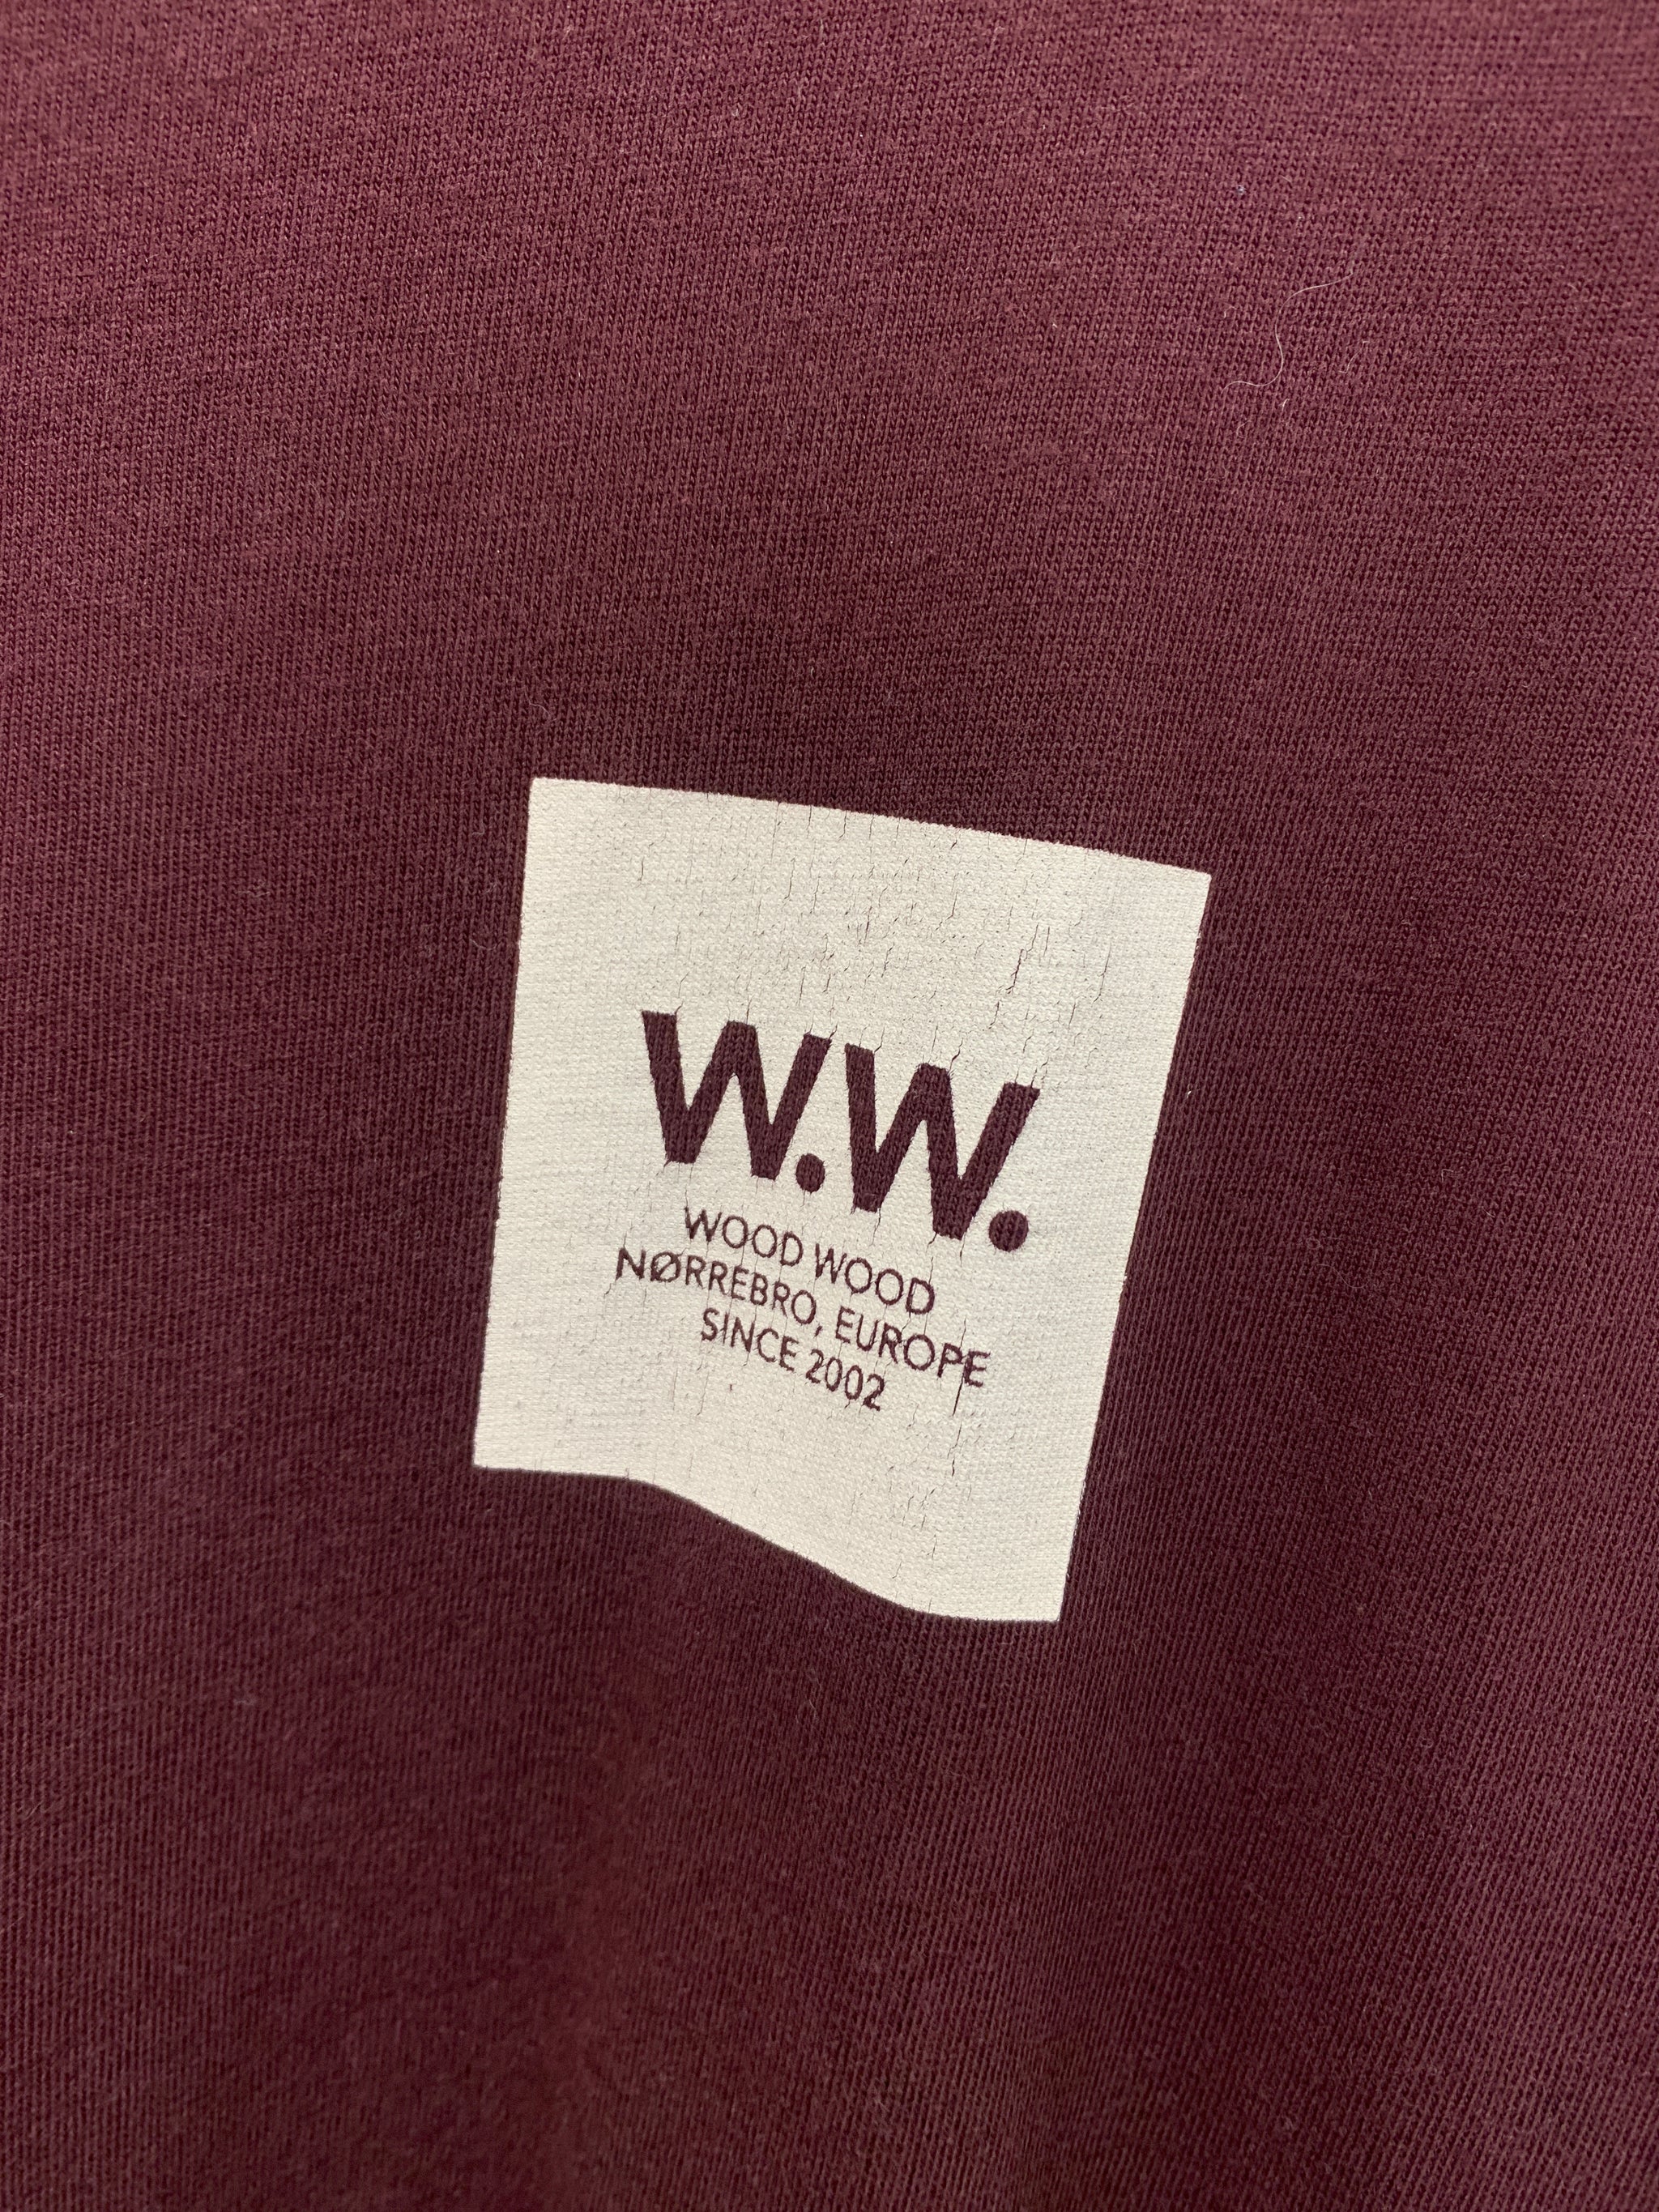 W.W.
WOOD WOOD
NØRREBRO, EUROPE
SINCE 2002